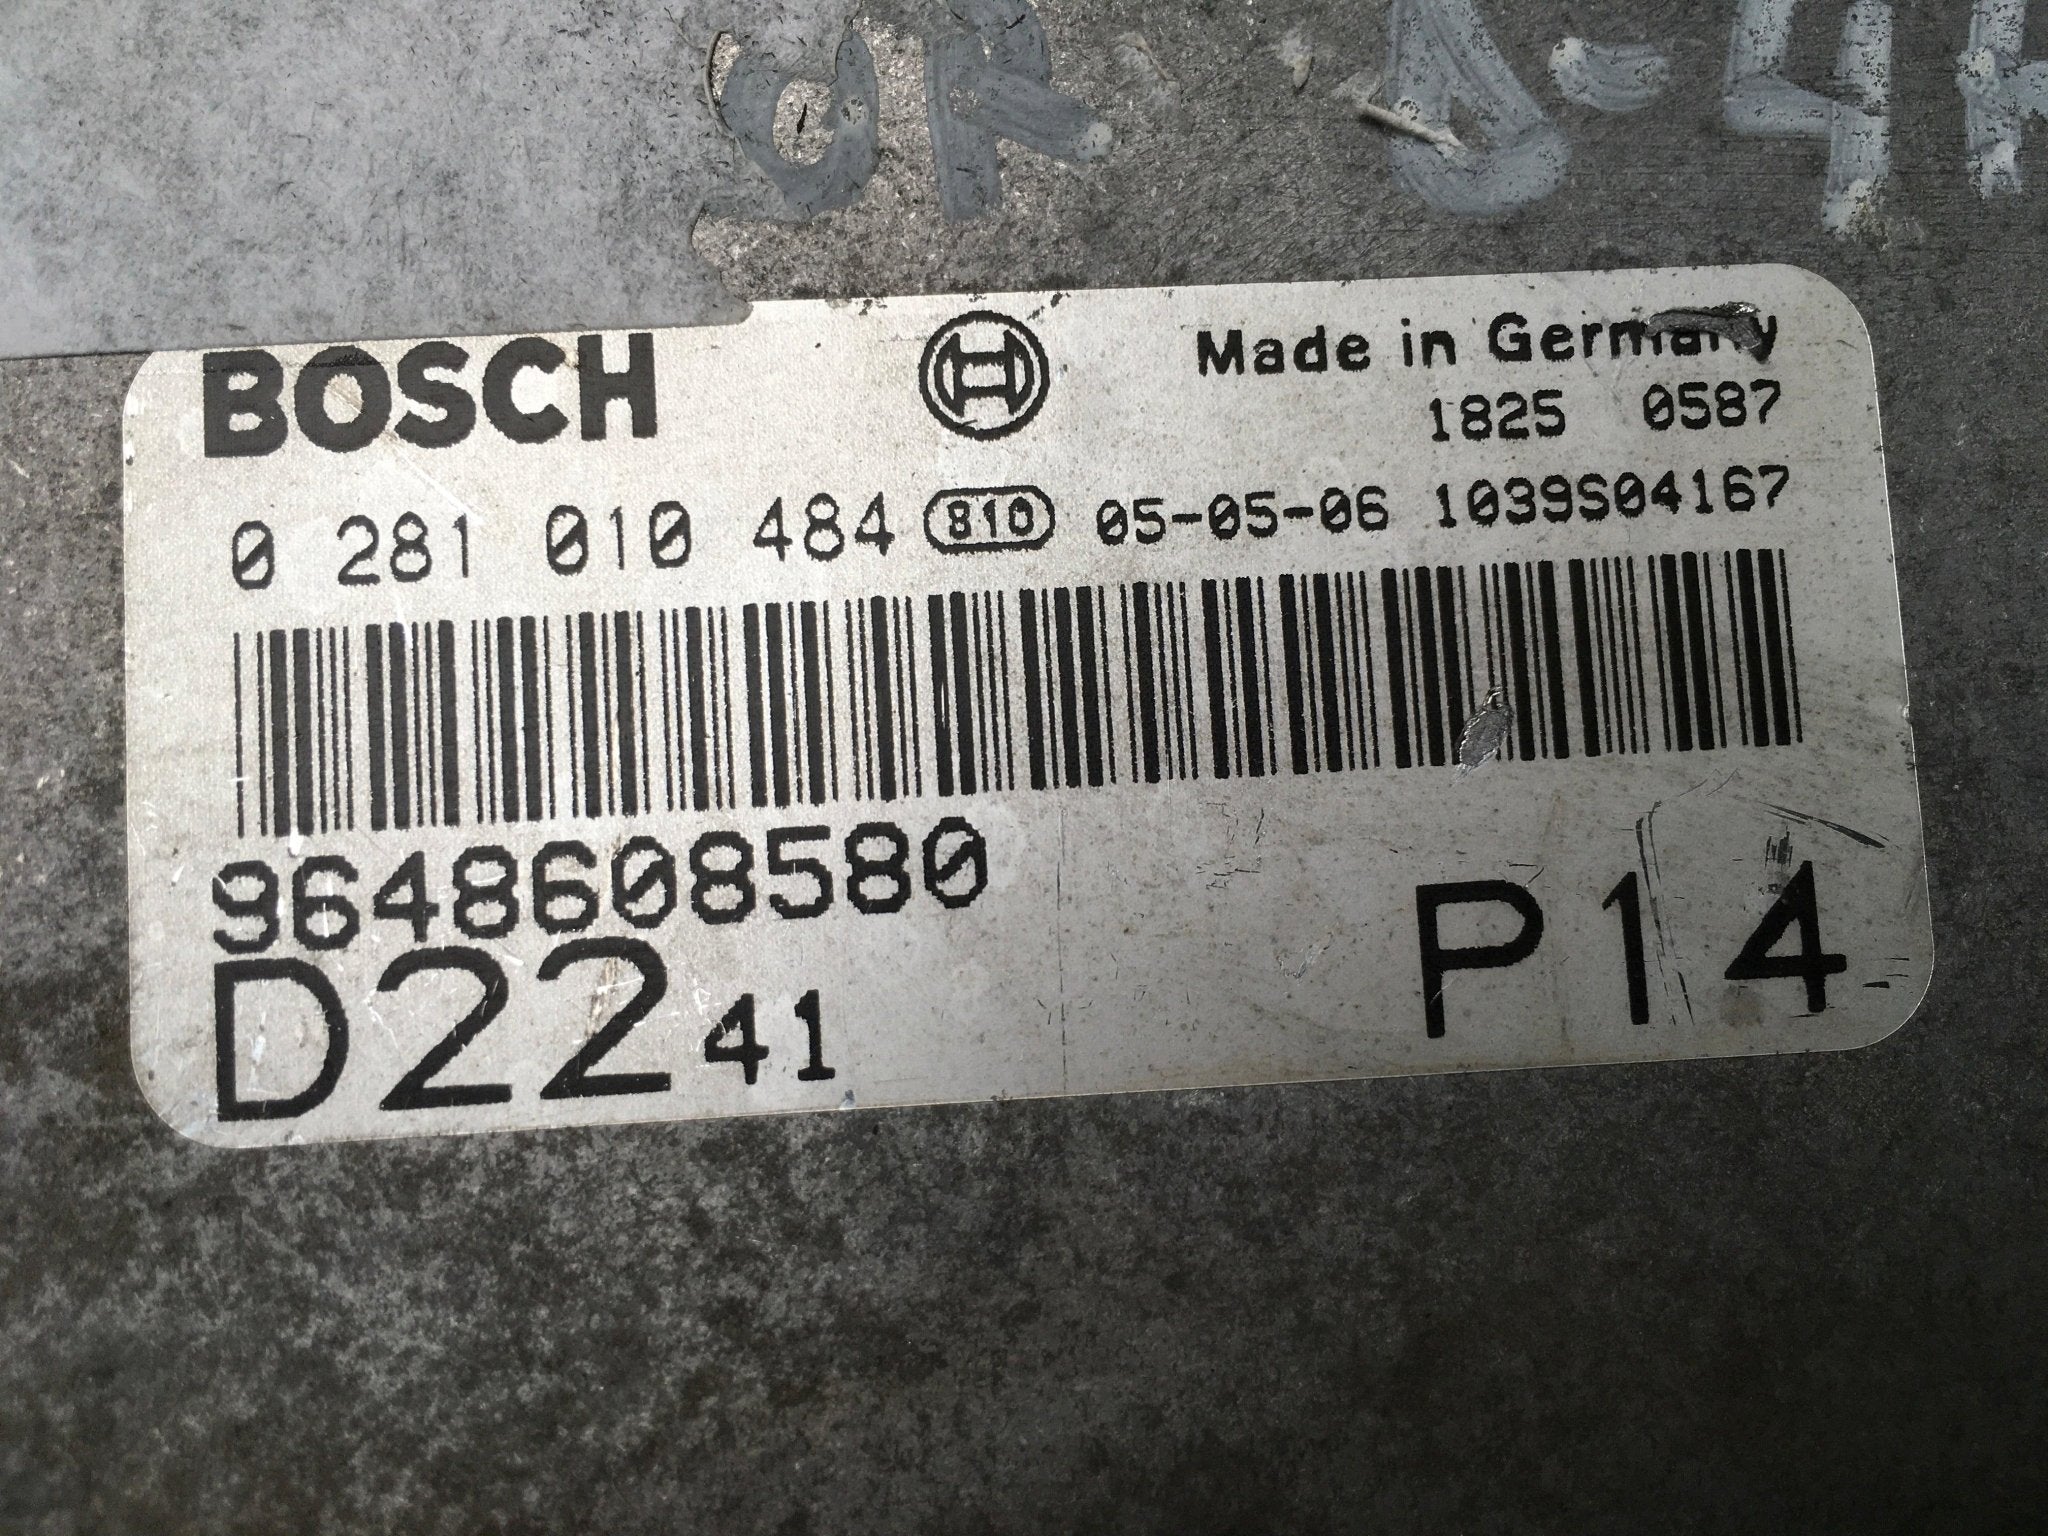 BOSCH Made in Germany
1825 0587
0 281 010 484 810 05-05-06 1039S04167
9648608580
D22 41 P14